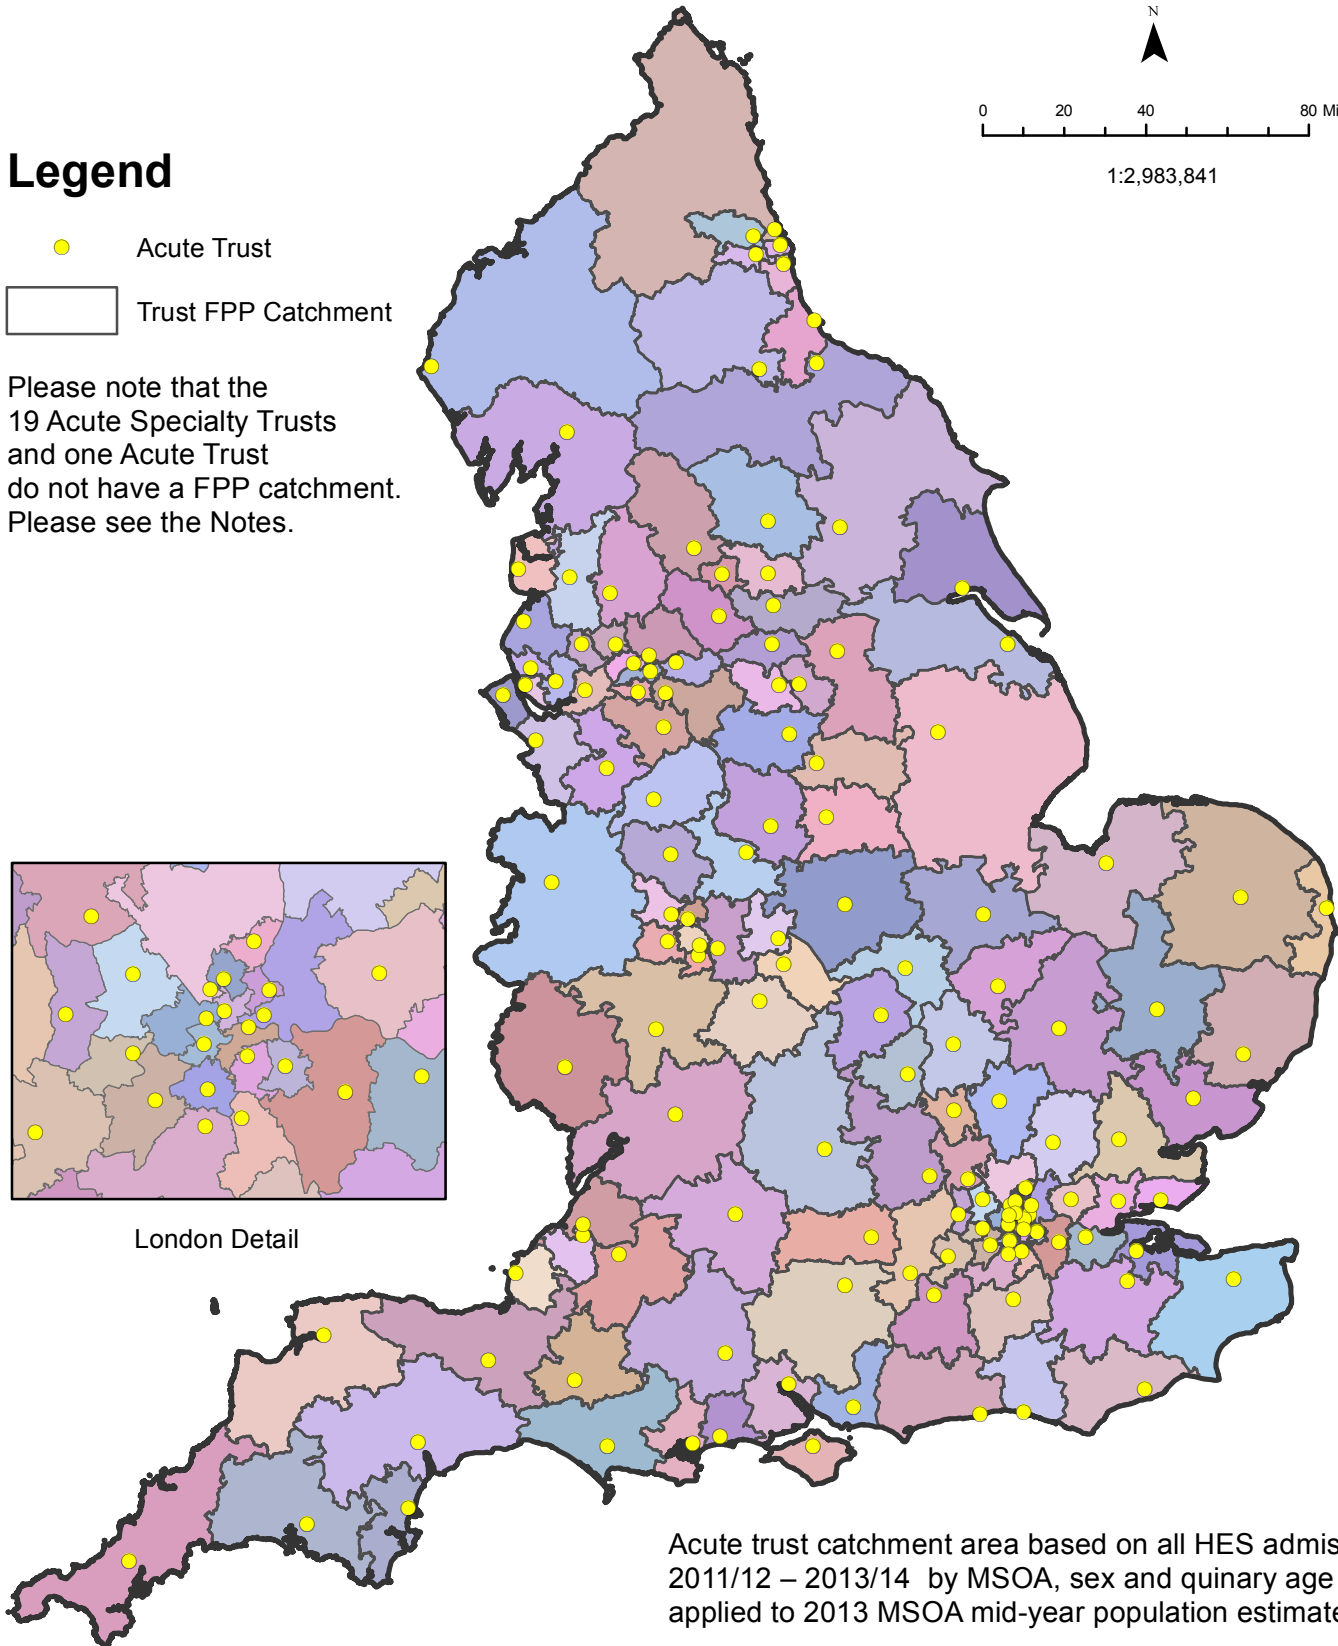 N
0 20 40 80 Mi
1:2,983,841
Legend
Acute Trust
Trust FPP Catchment
Please note that the
19 Acute Specialty Trusts
and one Acute Trust
do not have a FPP catchment.
Please see the Notes.
London Detail
Acute trust catchment area based on all HES admis
2011/12 – 2013/14 by MSOA, sex and quinary age
applied to 2013 MSOA mid-year population estimate